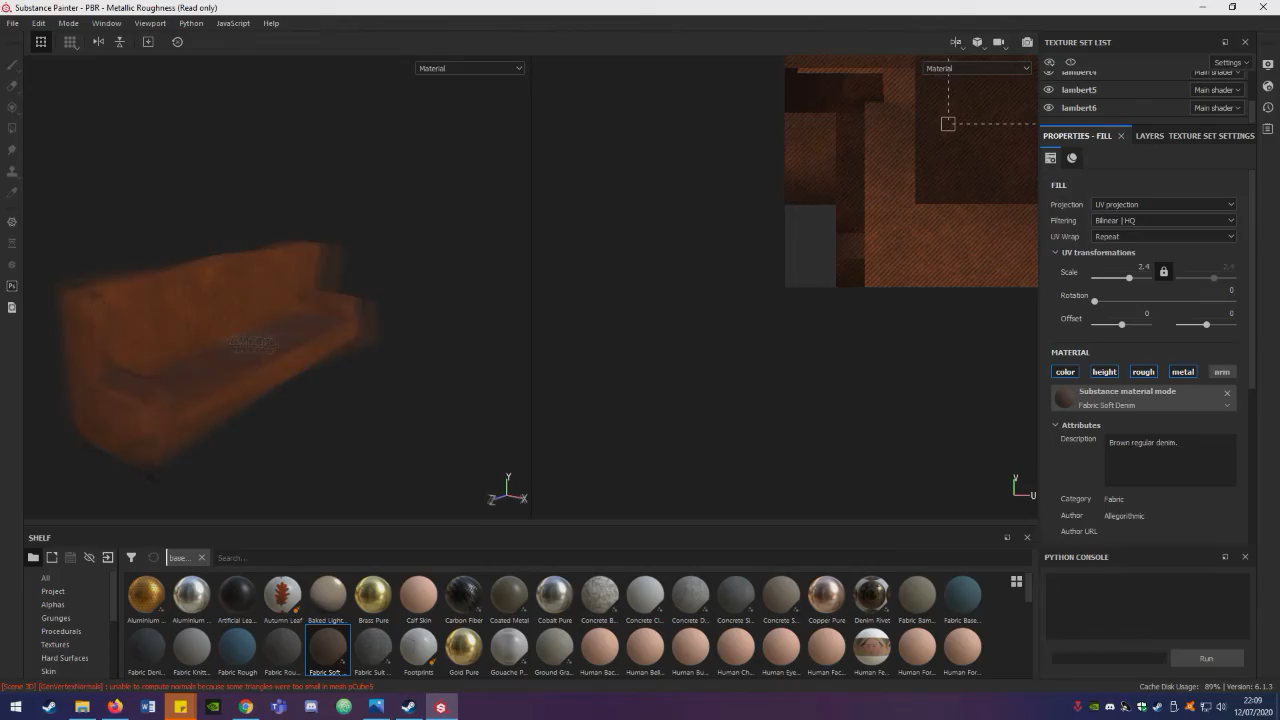 Substance Painter - PBR - Metallic Roughness (Read only)
File Edit Mode Window Viewport Python JavaScript Help
Material
Material
TEXTURE SET LIST
Settings
lambert4 Main shader
lambert5 Main shader
lambert6 Main shader
PROPERTIES - FILL LAYERS TEXTURE SET SETTINGS
FILL
Projection UV projection
Filtering Bilinear | HQ
UV Wrap Repeat
UV transformations
Scale 2.4 2.4
Rotation 0
Offset 0 0
MATERIAL
color height rough metal nrm
Substance material mode
Fabric Soft Denim
Attributes
Description Brown regular denim.
Category Fabric
Author Allegorithmic
Author URL
Y
Z X
V
U
SHELF
base... Search...
All
Project
Alphas
Grunges
Procedurals
Textures
Hard Surfaces
Skin
Aluminium ... Aluminium ... Artificial Lea... Autumn Leaf Baked Light... Brass Pure Calf Skin Carbon Fiber Coated Metal Cobalt Pure Concrete B... Concrete Cl... Concrete D... Concrete Si... Concrete S... Copper Pure Denim Rivet Fabric Bam... Fabric Base...
Fabric Deni... Fabric Knitt... Fabric Rough Fabric Rou... Fabric Soft ... Fabric Suit ... Footprints Gold Pure Gouache P... Ground Gra... Human Bac... Human Bell... Human Bu... Human Che... Human Eye... Human Fac... Human Fe... Human For... Human For...
PYTHON CONSOLE
Run
[Scene 3D] [GenVertexNormals] : unable to compute normals because some triangles were too small in mesh pCube5
Cache Disk Usage: 89% | Version: 6.1.3
22:09
12/07/2020